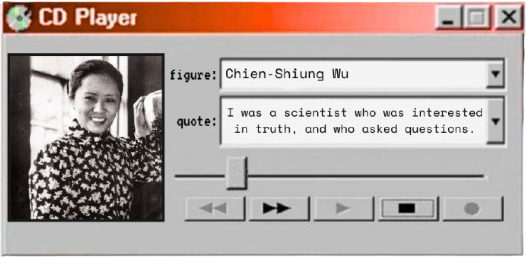 CD Player
figure: Chien-Shiung Wu
quote: I was a scientist who was interested
in truth, and who asked questions.